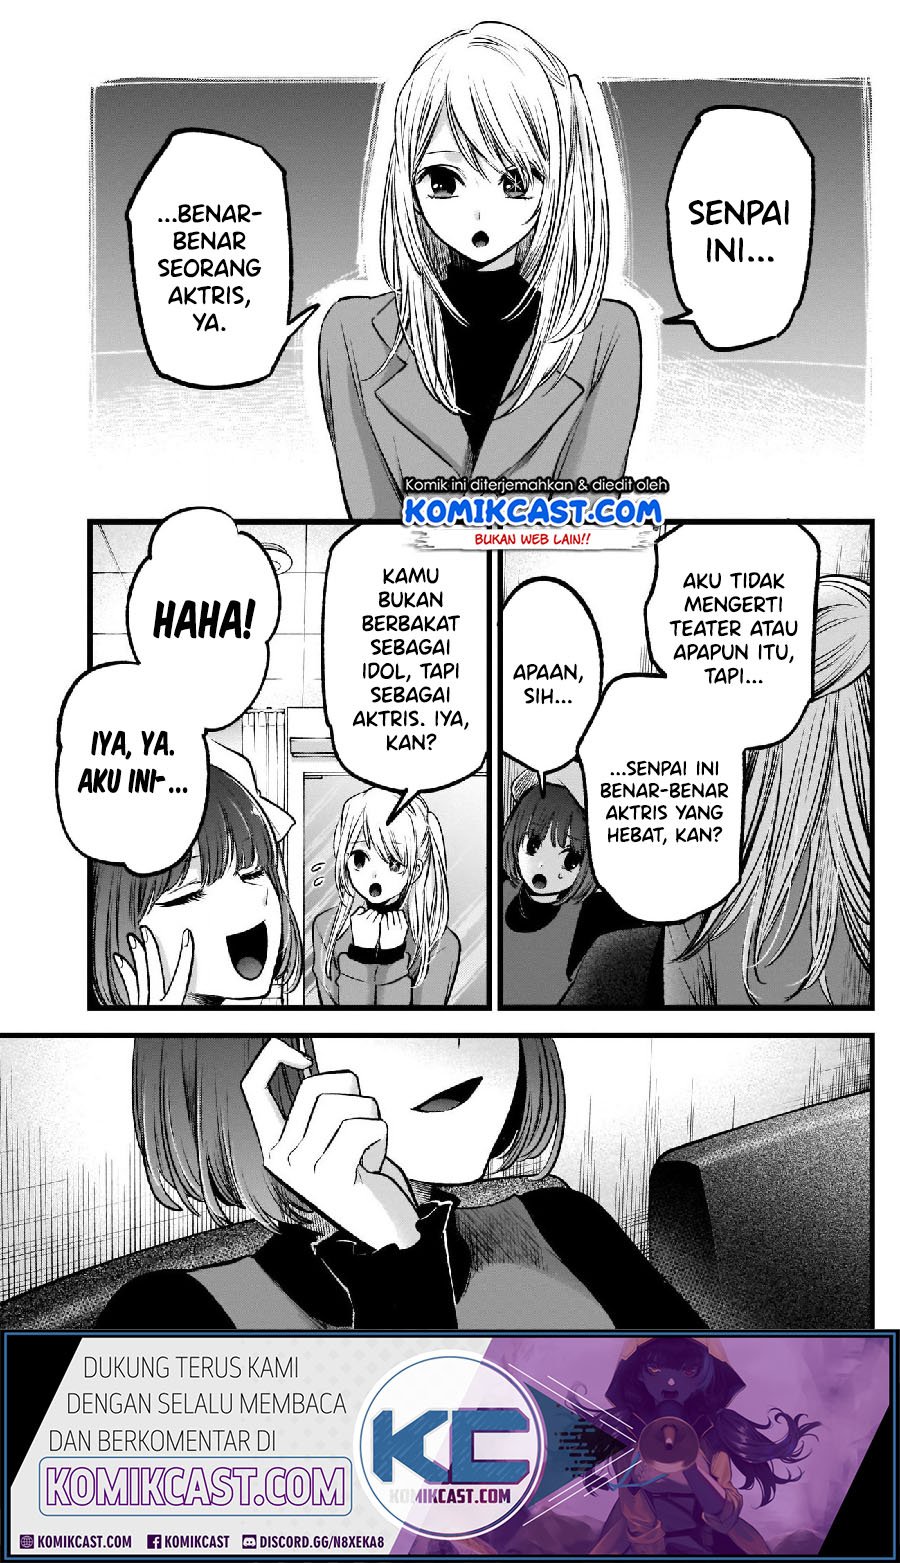 SENPAI
INI...
...BENAR-
BENAR
SEORANG
AKTRIS,
YA.
Komik ini diterjemahkan & diedit oleh
KOMIKCAST.COM
BUKAN WEB LAIN!!
AKU TIDAK
MENGERTI
TEATER ATAU
APAPUN ITU,
TAPI...
...SENPAI INI
BENAR-BENAR
AKTRIS YANG
HEBAT, KAN?
APAAN,
SIH...
KAMU
BUKAN
BERBAKAT
SEBAGAI
IDOL, TAPI
SEBAGAI
AKTRIS. IYA,
KAN?
HAHA!
IYA, YA.
AKU INI-...
DUKUNG TERUS KAMI
DENGAN SELALU MEMBACA
DAN BERKOMENTAR DI
KOMIKCAST.COM
KC
KOMIKCAST.COM
KOMIKCAST.COM
KOMIKCAST
DISCORD.GG/N8XEKA8